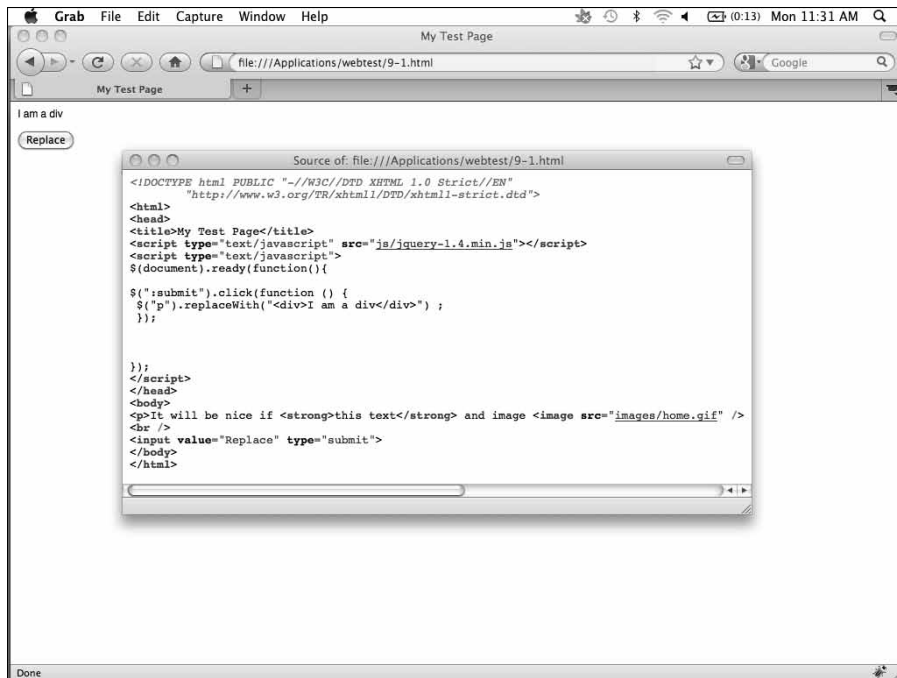 Grab File Edit Capture Window Help (0:13) Mon 11:31 AM
My Test Page
file:///Applications/webtest/9-1.html Google
My Test Page +
I am a div
Replace
Source of: file:///Applications/webtest/9-1.html
<!DOCTYPE html PUBLIC "-//W3C//DTD XHTML 1.0 Strict//EN"
"http://www.w3.org/TR/xhtml1/DTD/xhtml1-strict.dtd">
<html>
<head>
<title>My Test Page</title>
<script type="text/javascript" src="js/jquery-1.4.min.js"></script>
<script type="text/javascript">
$(document).ready(function(){
$(":submit").click(function () {
$("p").replaceWith("<div>I am a div</div>") ;
});
});
</script>
</head>
<body>
<p>It will be nice if <strong>this text</strong> and image <image src="images/home.gif" />
<br />
<input value="Replace" type="submit">
</body>
</html>
Done